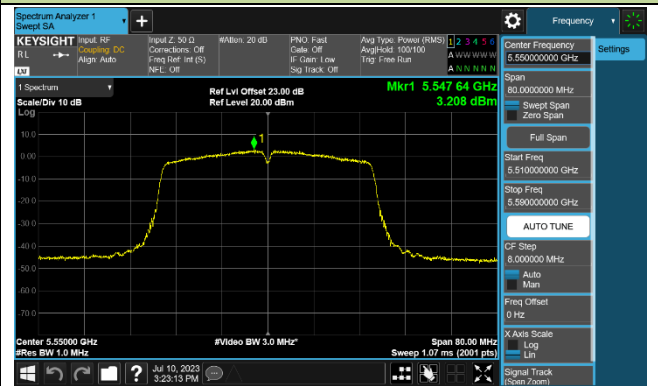 Spectrum Analyzer 1
Swept SA
Frequency
KEYSIGHT
RL
LXI
Input: RF
Coupling: DC
Align: Auto
Input Z: 50 Ω
Corrections: Off
Freq Ref: Int (S)
NFE: Off
#Atten: 20 dB
PNO: Fast
Gate: Off
IF Gain: Low
Sig Track: Off
Avg Type: Power (RMS)
Avg|Hold: 100/100
Trig: Free Run
1 2 3 4 5 6
A W W W W W
A N N N N N
1 Spectrum
Scale/Div 10 dB
Log
Ref Lvl Offset 23.00 dB
Ref Level 20.00 dBm
Mkr1 5.547 64 GHz
3.208 dBm
1
10.0
0.00
-10.0
-20.0
-30.0
-40.0
-50.0
-60.0
-70.0
Center 5.55000 GHz
#Res BW 1.0 MHz
#Video BW 3.0 MHz*
Span 80.00 MHz
Sweep 1.07 ms (2001 pts)
Jul 10, 2023
3:23:13 PM
Center Frequency
5.550000000 GHz
Settings
Span
80.0000000 MHz
Swept Span
Zero Span
Full Span
Start Freq
5.510000000 GHz
Stop Freq
5.590000000 GHz
AUTO TUNE
CF Step
8.000000 MHz
Auto
Man
Freq Offset
0 Hz
X Axis Scale
Log
Lin
Signal Track
(Span Zoom)